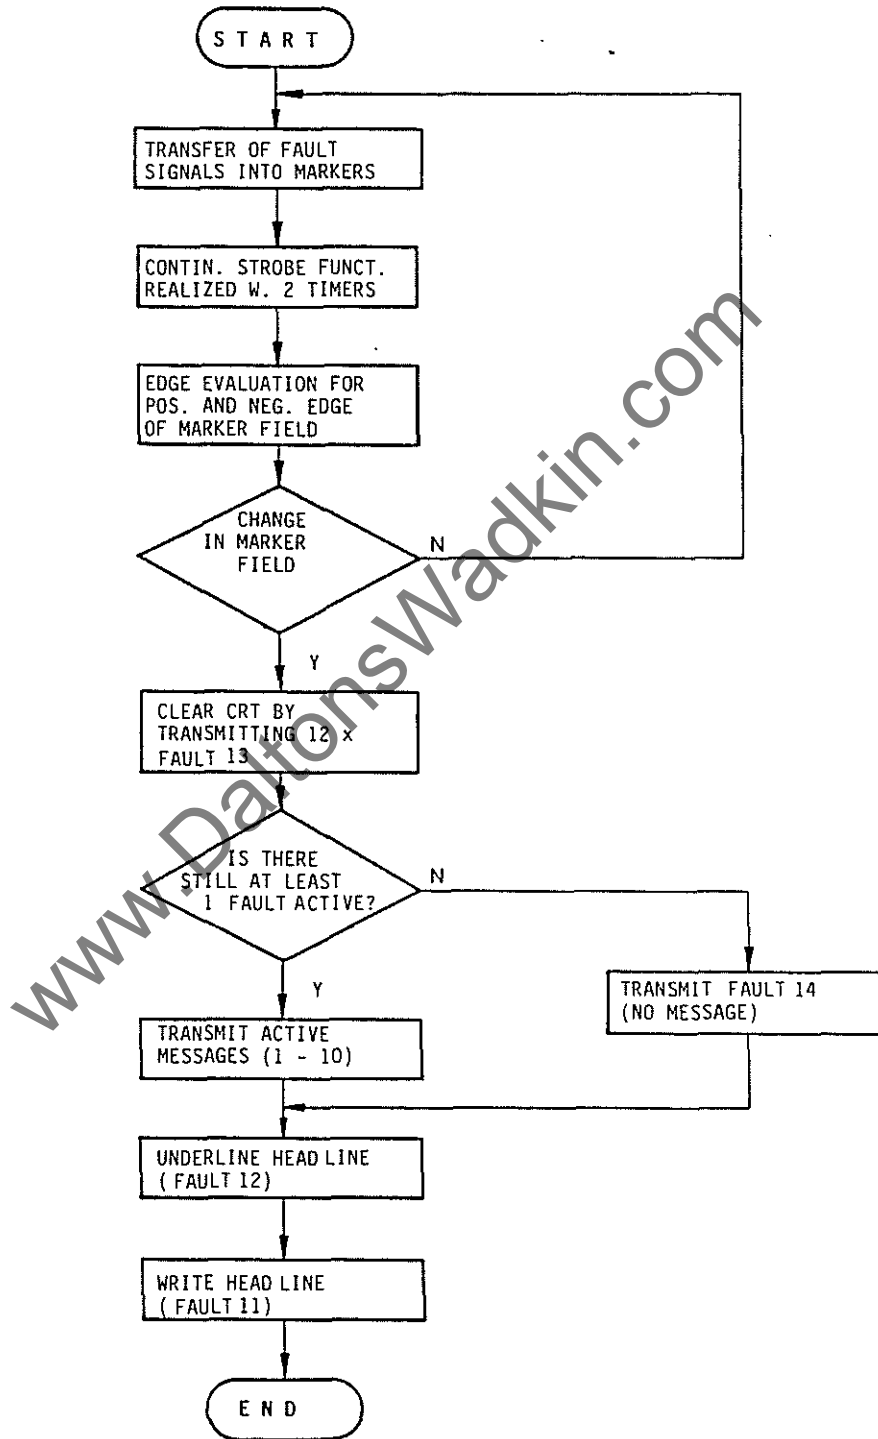 START
TRANSFER OF FAULT
SIGNALS INTO MARKERS
CONTIN. STROBE FUNCT.
REALIZED W. 2 TIMERS
EDGE EVALUATION FOR
POS. AND NEG. EDGE
OF MARKER FIELD
CHANGE
IN MARKER
FIELD
N
Y
CLEAR CRT BY
TRANSMITTING 12 x
FAULT 13
IS THERE
STILL AT LEAST
1 FAULT ACTIVE?
N
Y
TRANSMIT FAULT 14
(NO MESSAGE)
TRANSMIT ACTIVE
MESSAGES (1 - 10)
UNDERLINE HEAD LINE
( FAULT 12)
WRITE HEAD LINE
( FAULT 11)
END
www.DaltonsWadkin.com